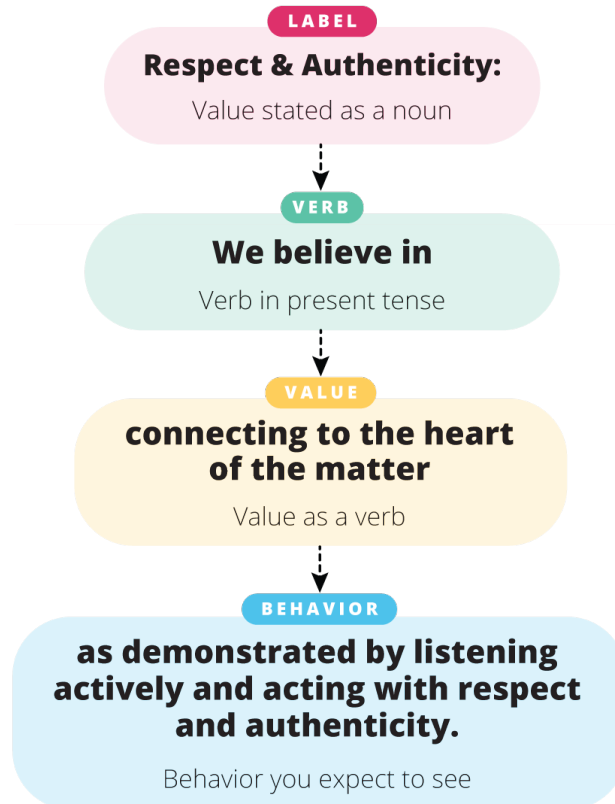 LABEL
Respect & Authenticity:
Value stated as a noun
VERB
We believe in
Verb in present tense
VALUE
connecting to the heart
of the matter
Value as a verb
BEHAVIOR
as demonstrated by listening
actively and acting with respect
and authenticity.
Behavior you expect to see